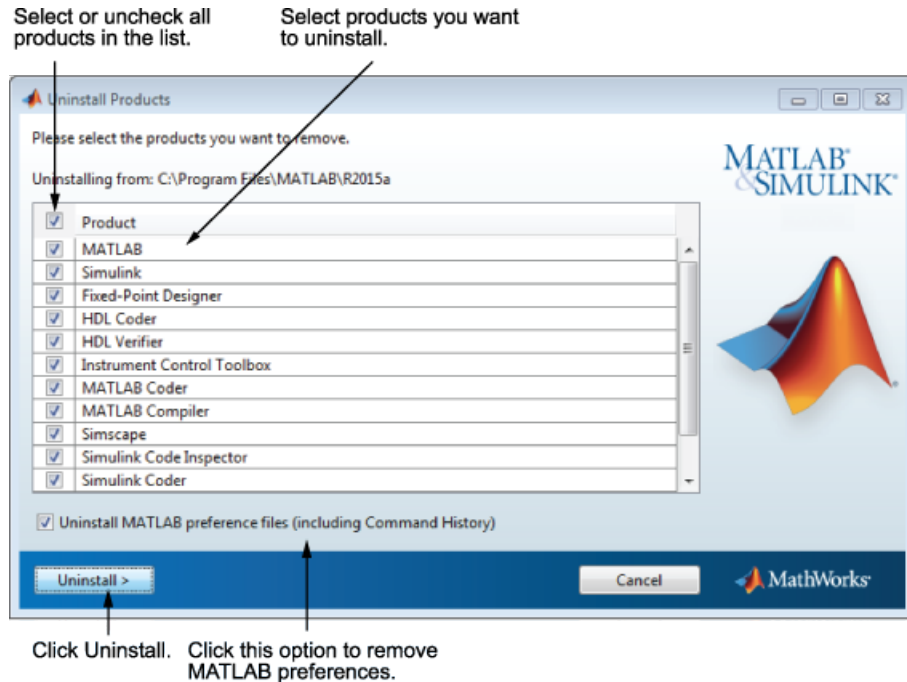 Select or uncheck all
products in the list.
Select products you want
to uninstall.
Uninstall Products
Please select the products you want to remove.
Uninstalling from: C:\Program Files\MATLAB\R2015a
MATLAB®
&SIMULINK®
Product
MATLAB
Simulink
Fixed-Point Designer
HDL Coder
HDL Verifier
Instrument Control Toolbox
MATLAB Coder
MATLAB Compiler
Simscape
Simulink Code Inspector
Simulink Coder
Uninstall MATLAB preference files (including Command History)
Uninstall >
Cancel
MathWorks®
Click Uninstall.
Click this option to remove
MATLAB preferences.